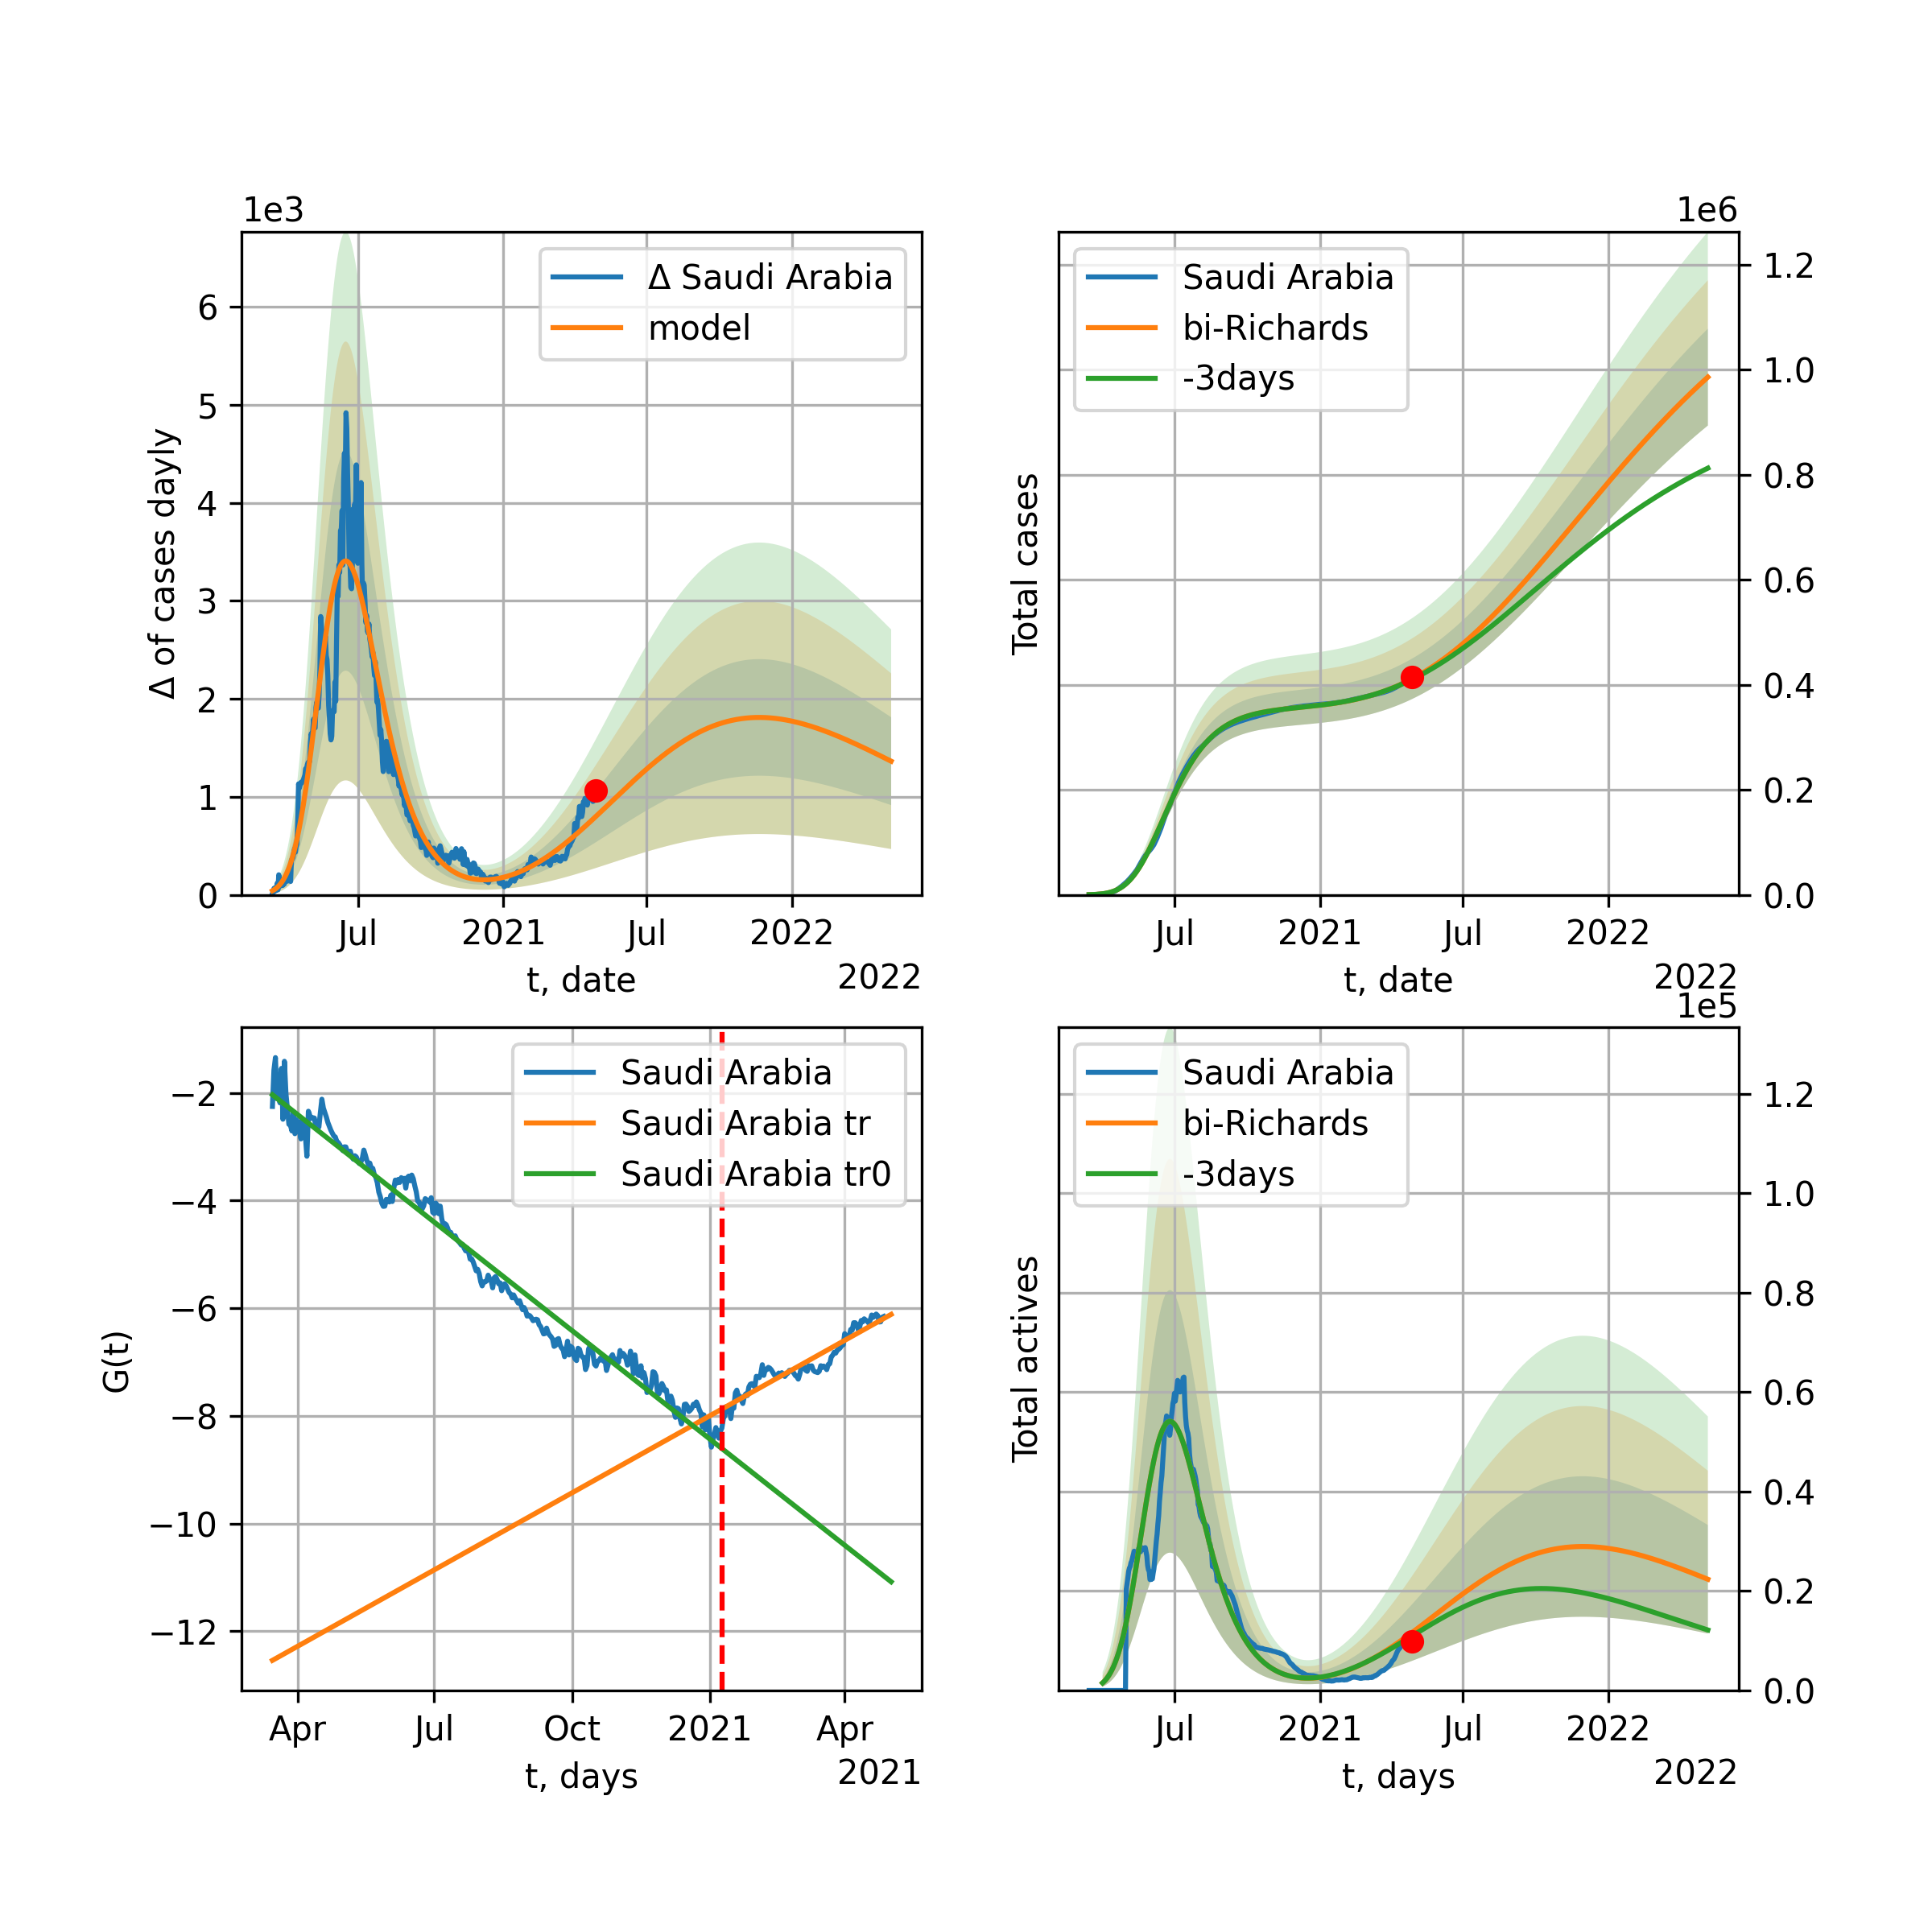 1e3
Δ Saudi Arabia
model
6
5
4
3
2
1
0
Δ of cases dayly
Jul
2021
Jul
2022
t, date
2022
1e6
Saudi Arabia
bi-Richards
-3days
1.2
1.0
0.8
0.6
0.4
0.2
0.0
Total cases
Jul
2021
Jul
2022
t, date
2022
Saudi Arabia
Saudi Arabia tr
Saudi Arabia tr0
−2
−4
−6
−8
−10
−12
G(t)
Apr
Jul
Oct
2021
Apr
t, days
2021
1e5
Saudi Arabia
bi-Richards
-3days
1.2
1.0
0.8
0.6
0.4
0.2
0.0
Total actives
Jul
2021
Jul
2022
t, days
2022